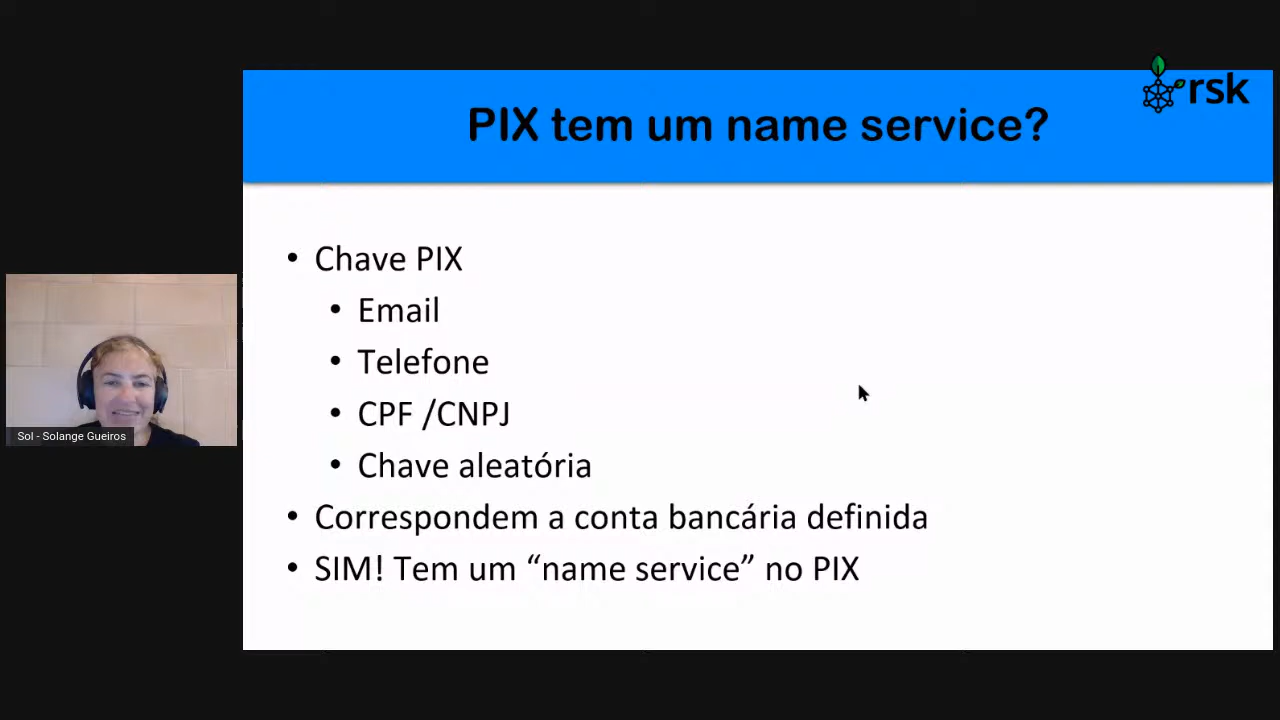 rsk
PIX tem um name service?
• Chave PIX
• Email
• Telefone
• CPF /CNPJ
• Chave aleatória
• Correspondem a conta bancária definida
• SIM! Tem um “name service” no PIX
Sol - Solange Gueiros